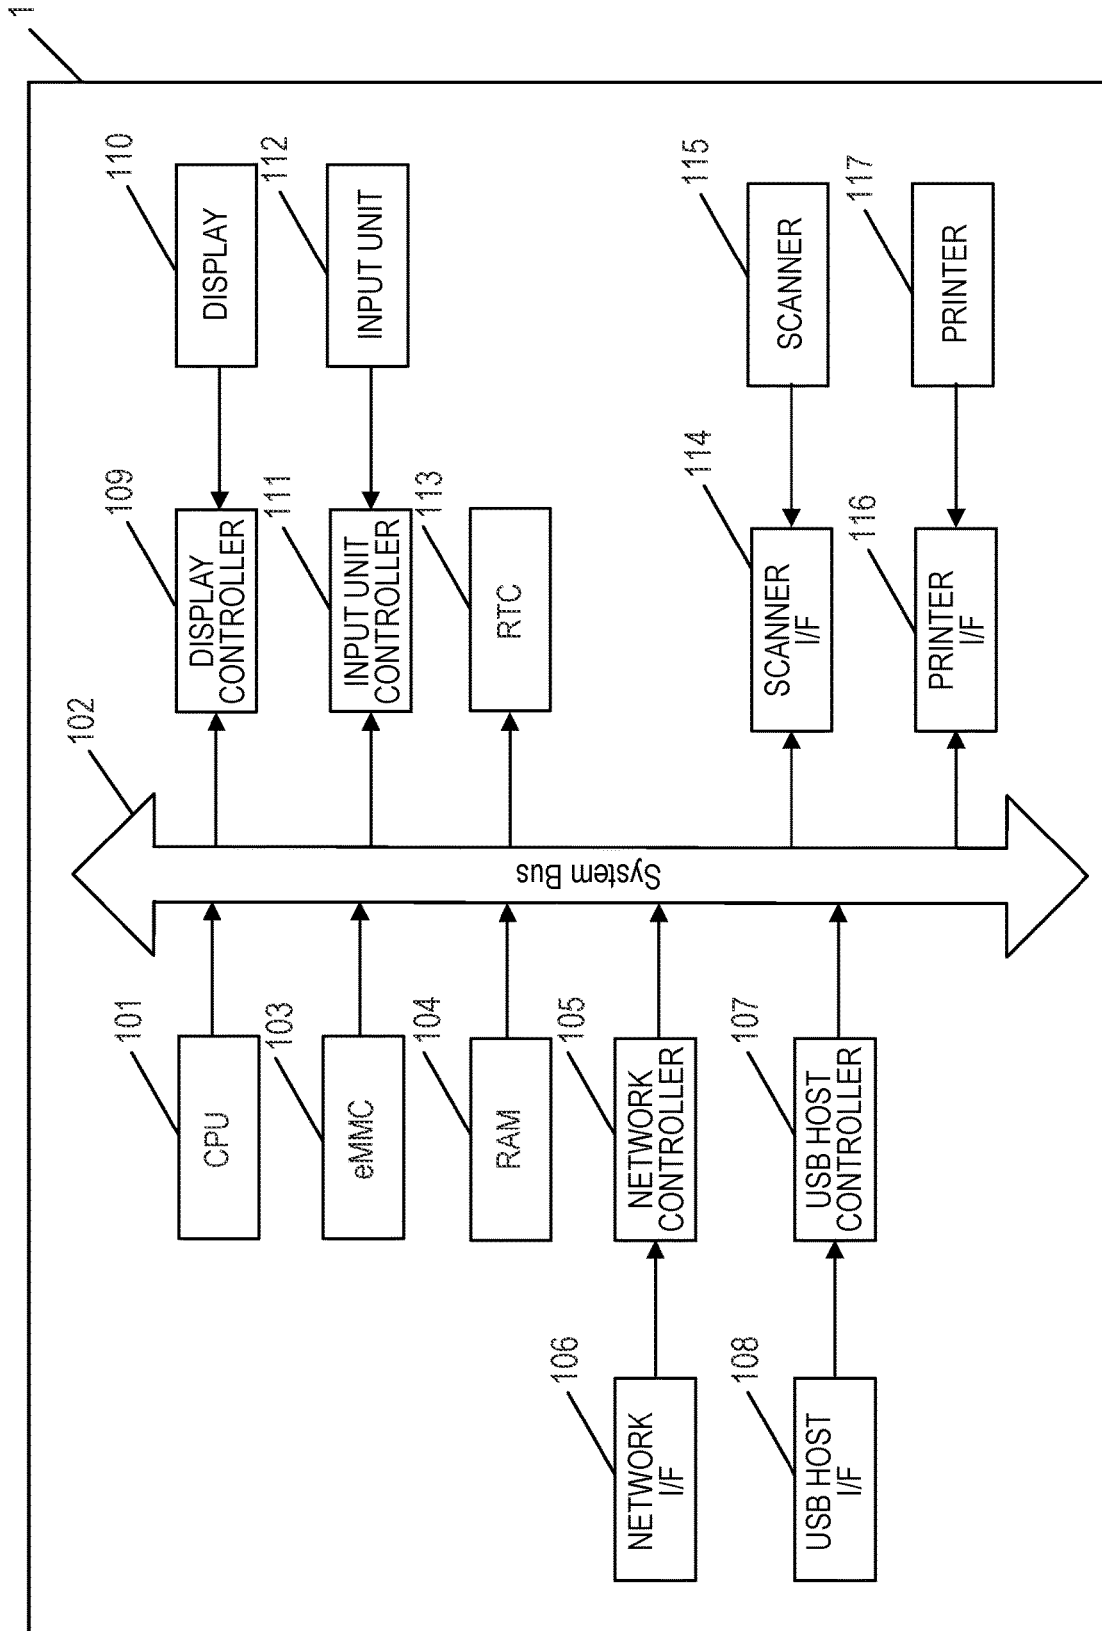 1
102
System Bus
101
CPU
103
eMMC
104
RAM
105
NETWORK
CONTROLLER
106
NETWORK
I/F
107
USB HOST
CONTROLLER
108
USB HOST
I/F
109
DISPLAY
CONTROLLER
110
DISPLAY
111
INPUT UNIT
CONTROLLER
112
INPUT UNIT
113
RTC
114
SCANNER
I/F
115
SCANNER
116
PRINTER
I/F
117
PRINTER